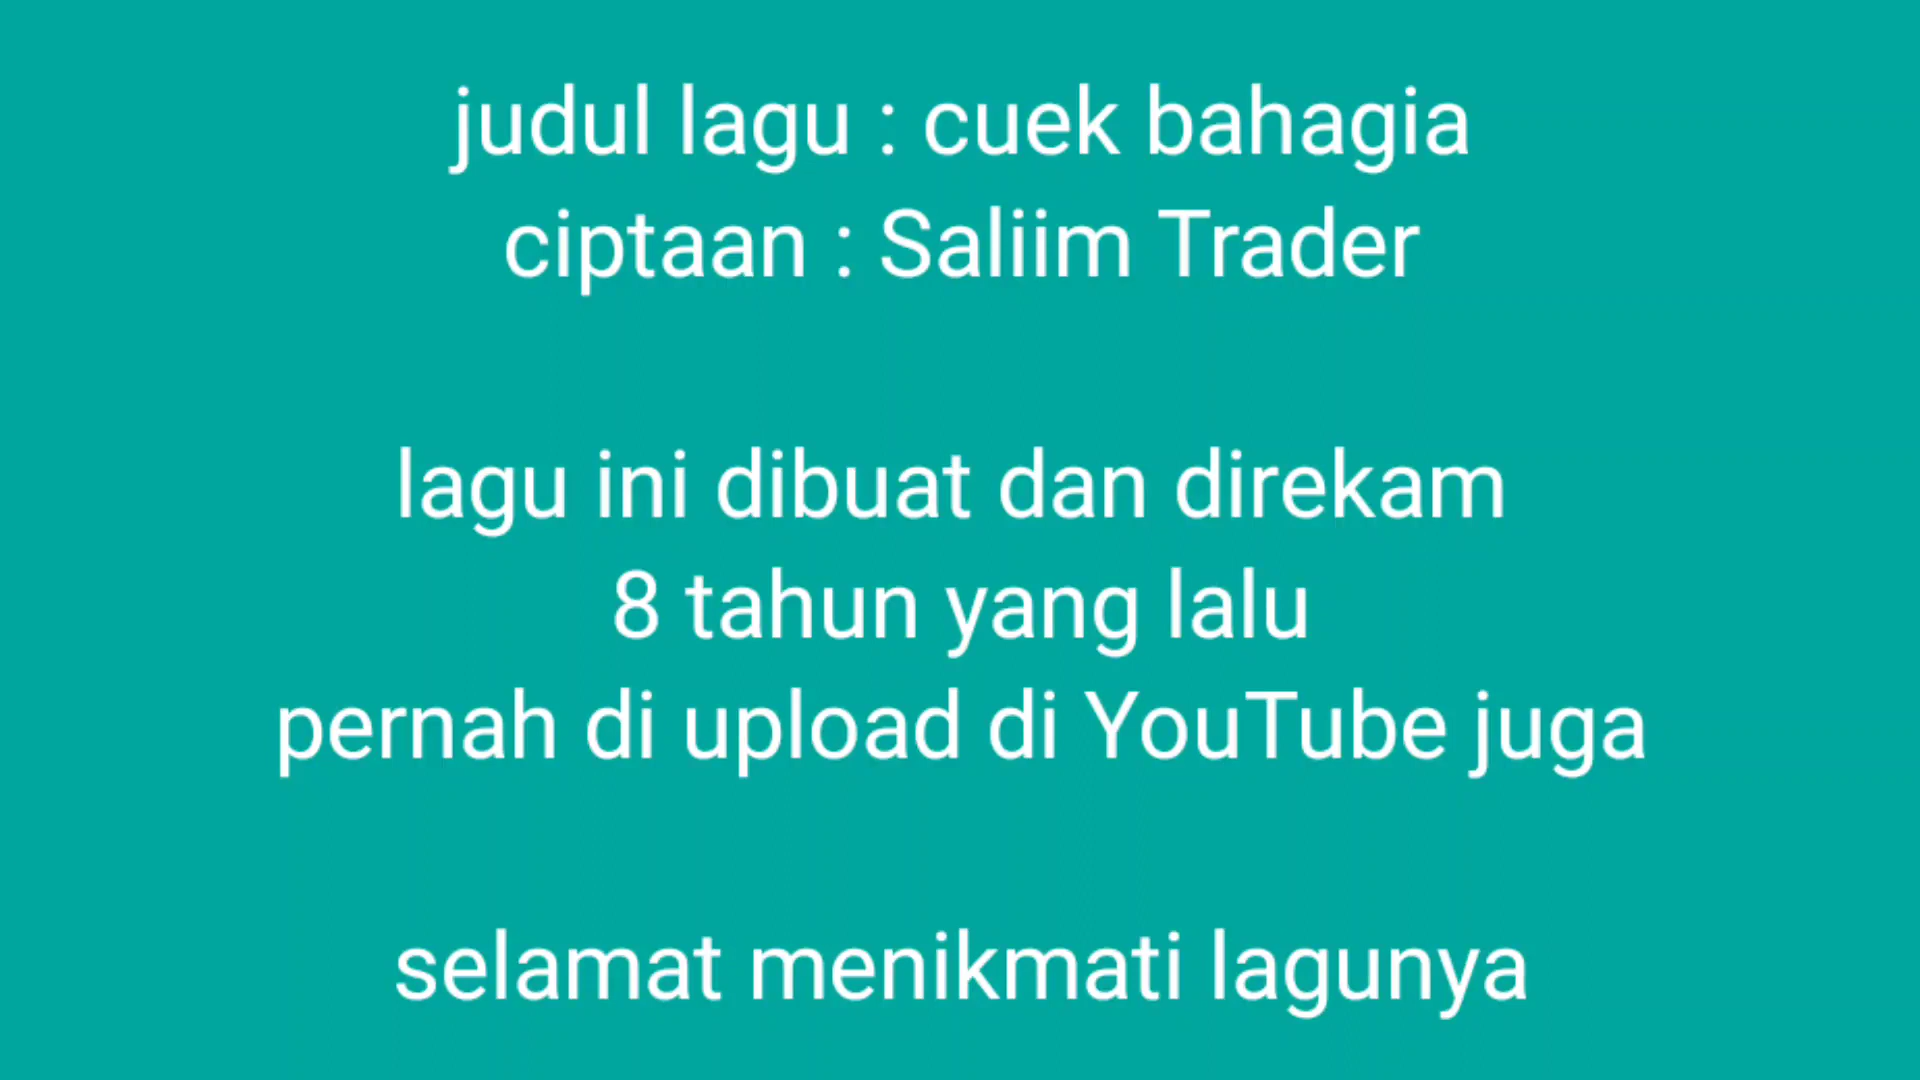 judul lagu : cuek bahagia
ciptaan : Saliim Trader
lagu ini dibuat dan direkam
8 tahun yang lalu
pernah di upload di YouTube juga
selamat menikmati lagunya